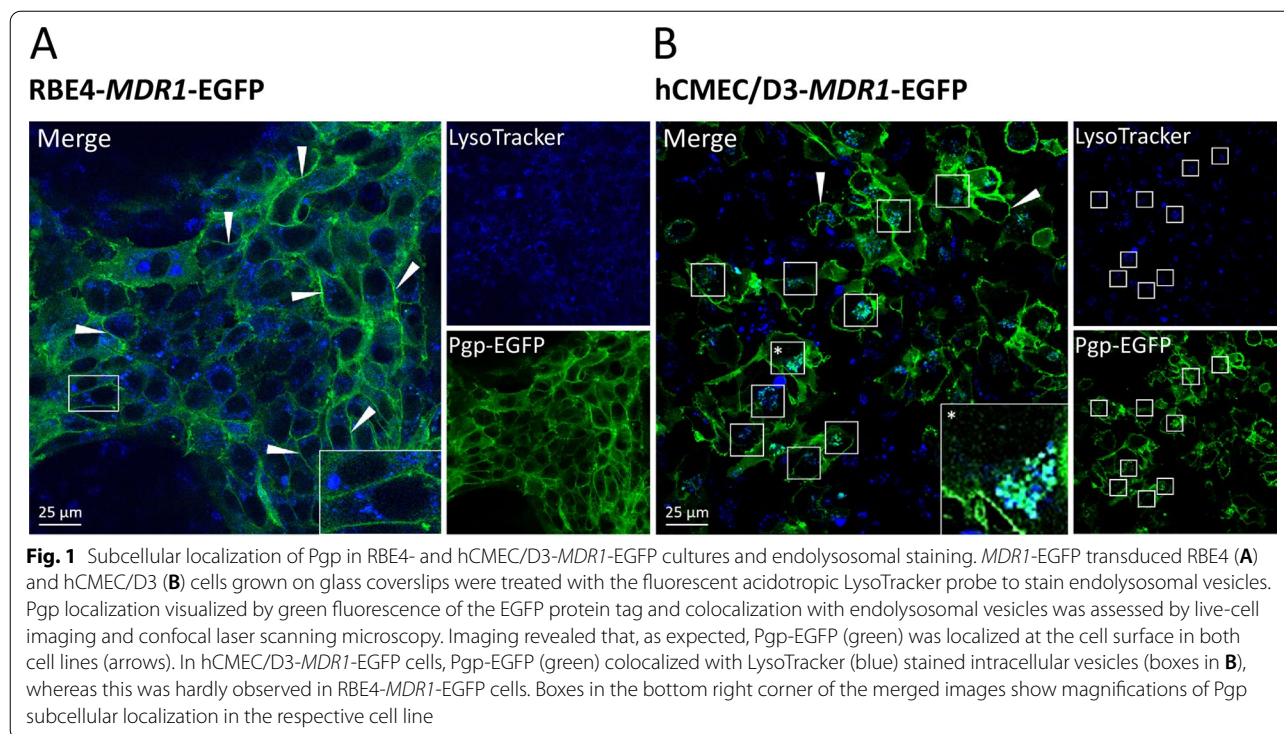 A
RBE4-MDR1-EGFP
Merge
LysoTracker
Pgp-EGFP
25 µm
B
hCMEC/D3-MDR1-EGFP
Merge
LysoTracker
*
*
Pgp-EGFP
25 µm
Fig. 1 Subcellular localization of Pgp in RBE4- and hCMEC/D3-MDR1-EGFP cultures and endolysosomal staining. MDR1-EGFP transduced RBE4 (A)
and hCMEC/D3 (B) cells grown on glass coverslips were treated with the fluorescent acidotropic LysoTracker probe to stain endolysosomal vesicles.
Pgp localization visualized by green fluorescence of the EGFP protein tag and colocalization with endolysosomal vesicles was assessed by live-cell
imaging and confocal laser scanning microscopy. Imaging revealed that, as expected, Pgp-EGFP (green) was localized at the cell surface in both
cell lines (arrows). In hCMEC/D3-MDR1-EGFP cells, Pgp-EGFP (green) colocalized with LysoTracker (blue) stained intracellular vesicles (boxes in B),
whereas this was hardly observed in RBE4-MDR1-EGFP cells. Boxes in the bottom right corner of the merged images show magnifications of Pgp
subcellular localization in the respective cell line